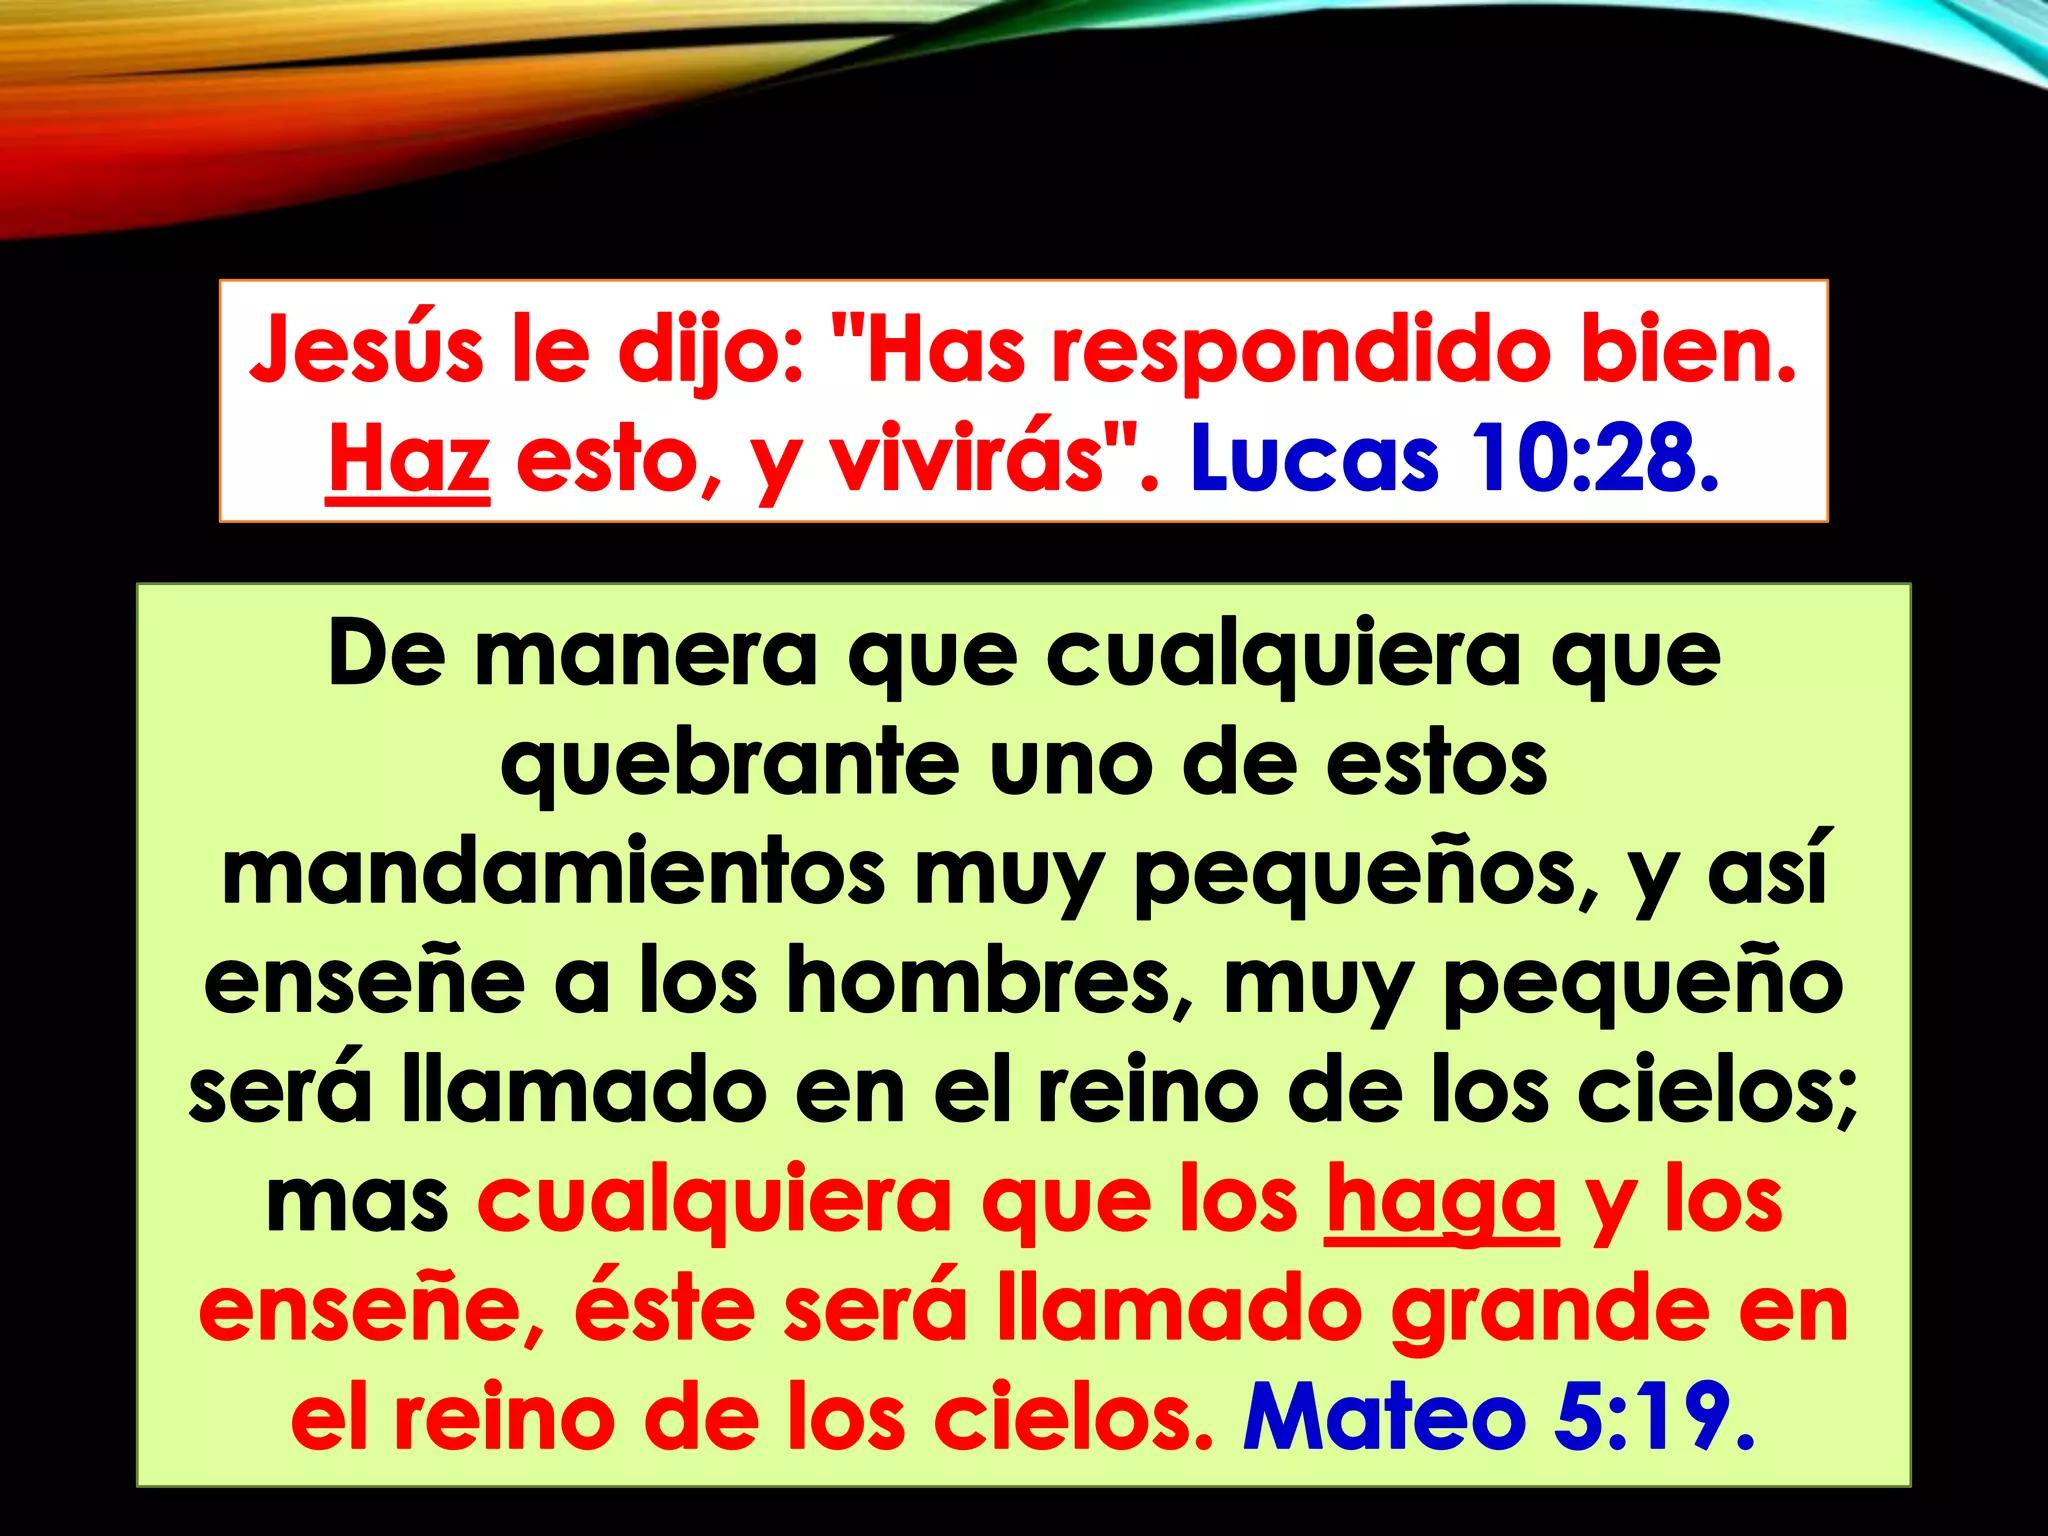 Jesús le dijo: "Has respondido bien.
Haz esto, y vivirás". Lucas 10:28.
De manera que cualquiera que
quebrante uno de estos
mandamientos muy pequeños, y así
enseñe a los hombres, muy pequeño
será llamado en el reino de los cielos;
mas cualquiera que los haga y los
enseñe, éste será llamado grande en
el reino de los cielos. Mateo 5:19.